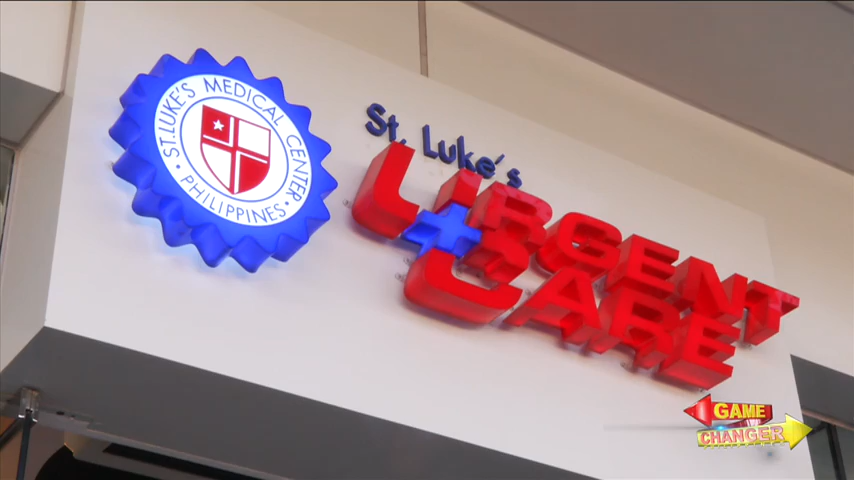 ST. LUKE'S MEDICAL CENTER
• PHILIPPINES •
St. Luke's
URGENT
CARE
GAME
CHANGER